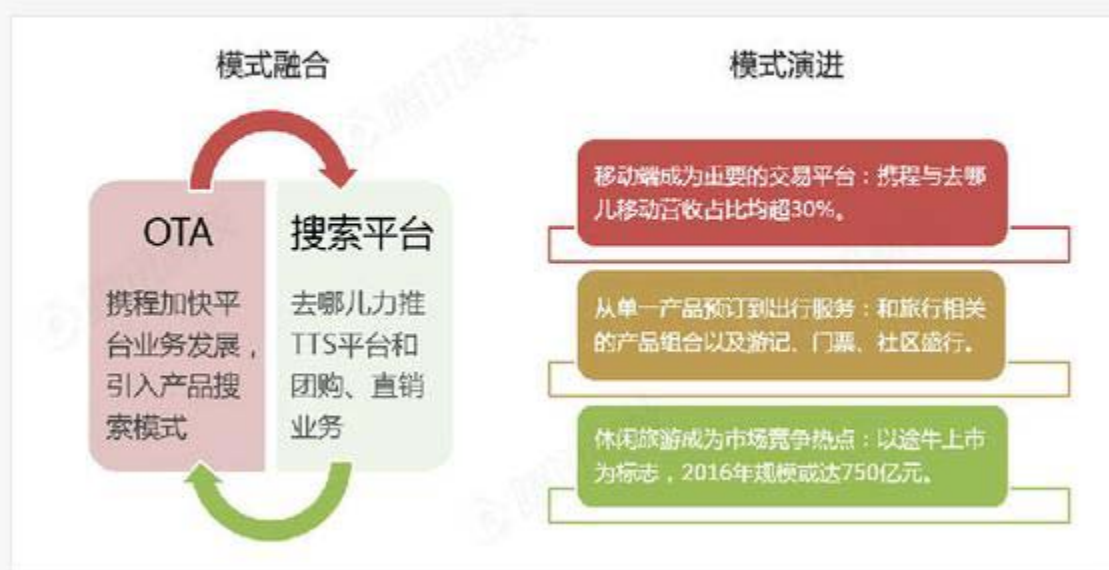 模式融合
OTA
携程加快平
台业务发展，
引入产品搜
索模式
搜索平台
去哪儿力推
TTS平台和
团购、直销
业务
模式演进
移动端成为重要的交易平台：携程与去哪
儿移动营收占比均超30%。
从单一产品预订到出行服务：和旅行相关
的产品组合以及游记、门票、社区盛行。
休闲旅游成为市场竞争热点：以途牛上市
为标志，2016年规模或达750亿元。
腾讯科技